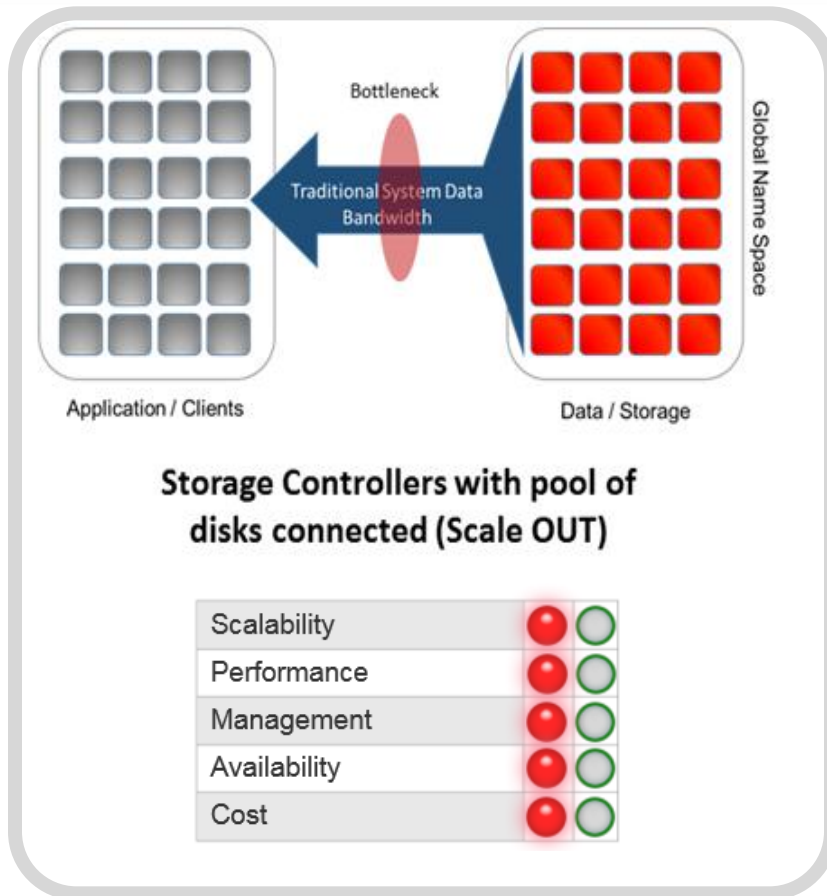 Bottleneck
Traditional System Data
Bandwidth
Global Name Space
Application / Clients
Data / Storage
Storage Controllers with pool of
disks connected (Scale OUT)
Scalability
Performance
Management
Availability
Cost